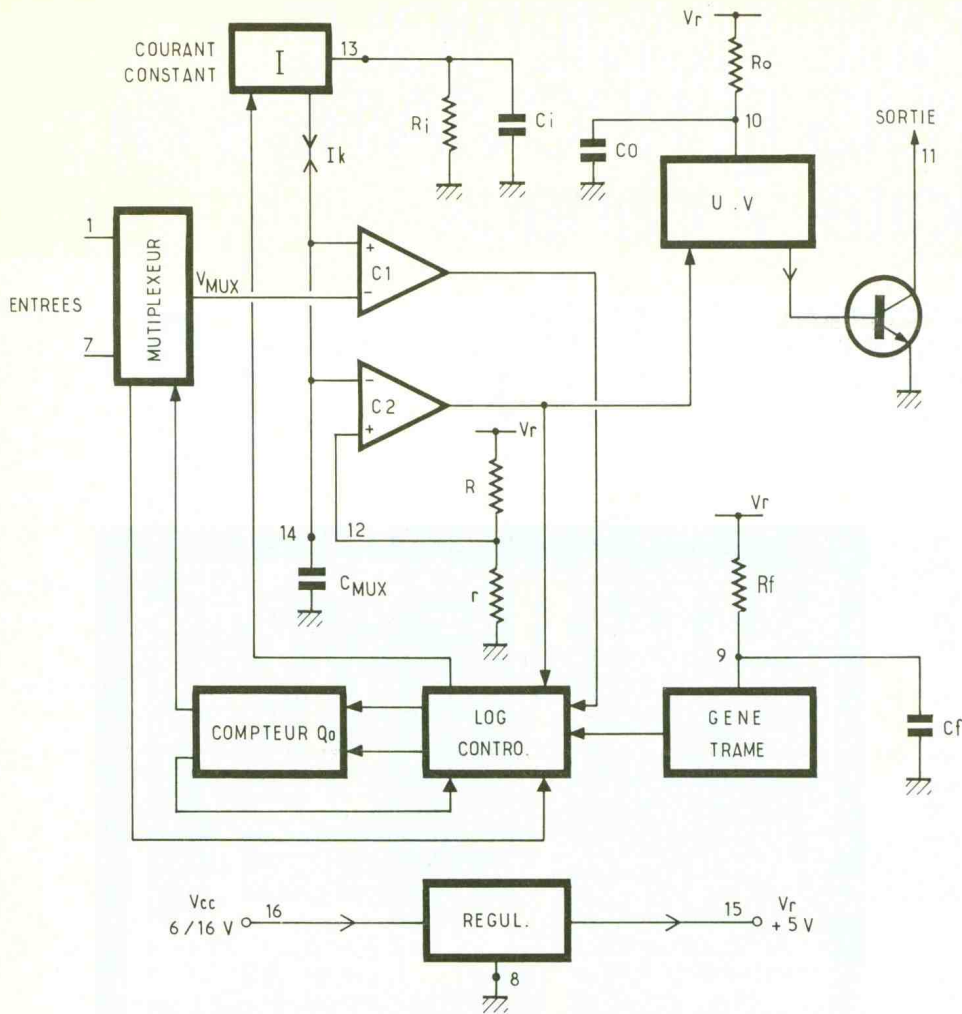 COURANT
CONSTANT
I
13
Ri
Ci
Ik
Vr
Ro
10
CO
U.V
SORTIE
11
1
ENTREES
7
MUTIPLEXEUR
VMUX
+
C1
−
−
C2
+
Vr
R
12
14
CMUX
r
Vr
Rf
9
COMPTEUR Qo
LOG
CONTRO.
GENE
TRAME
Cf
Vcc
6/16 V
16
REGUL.
15
Vr
+5V
8